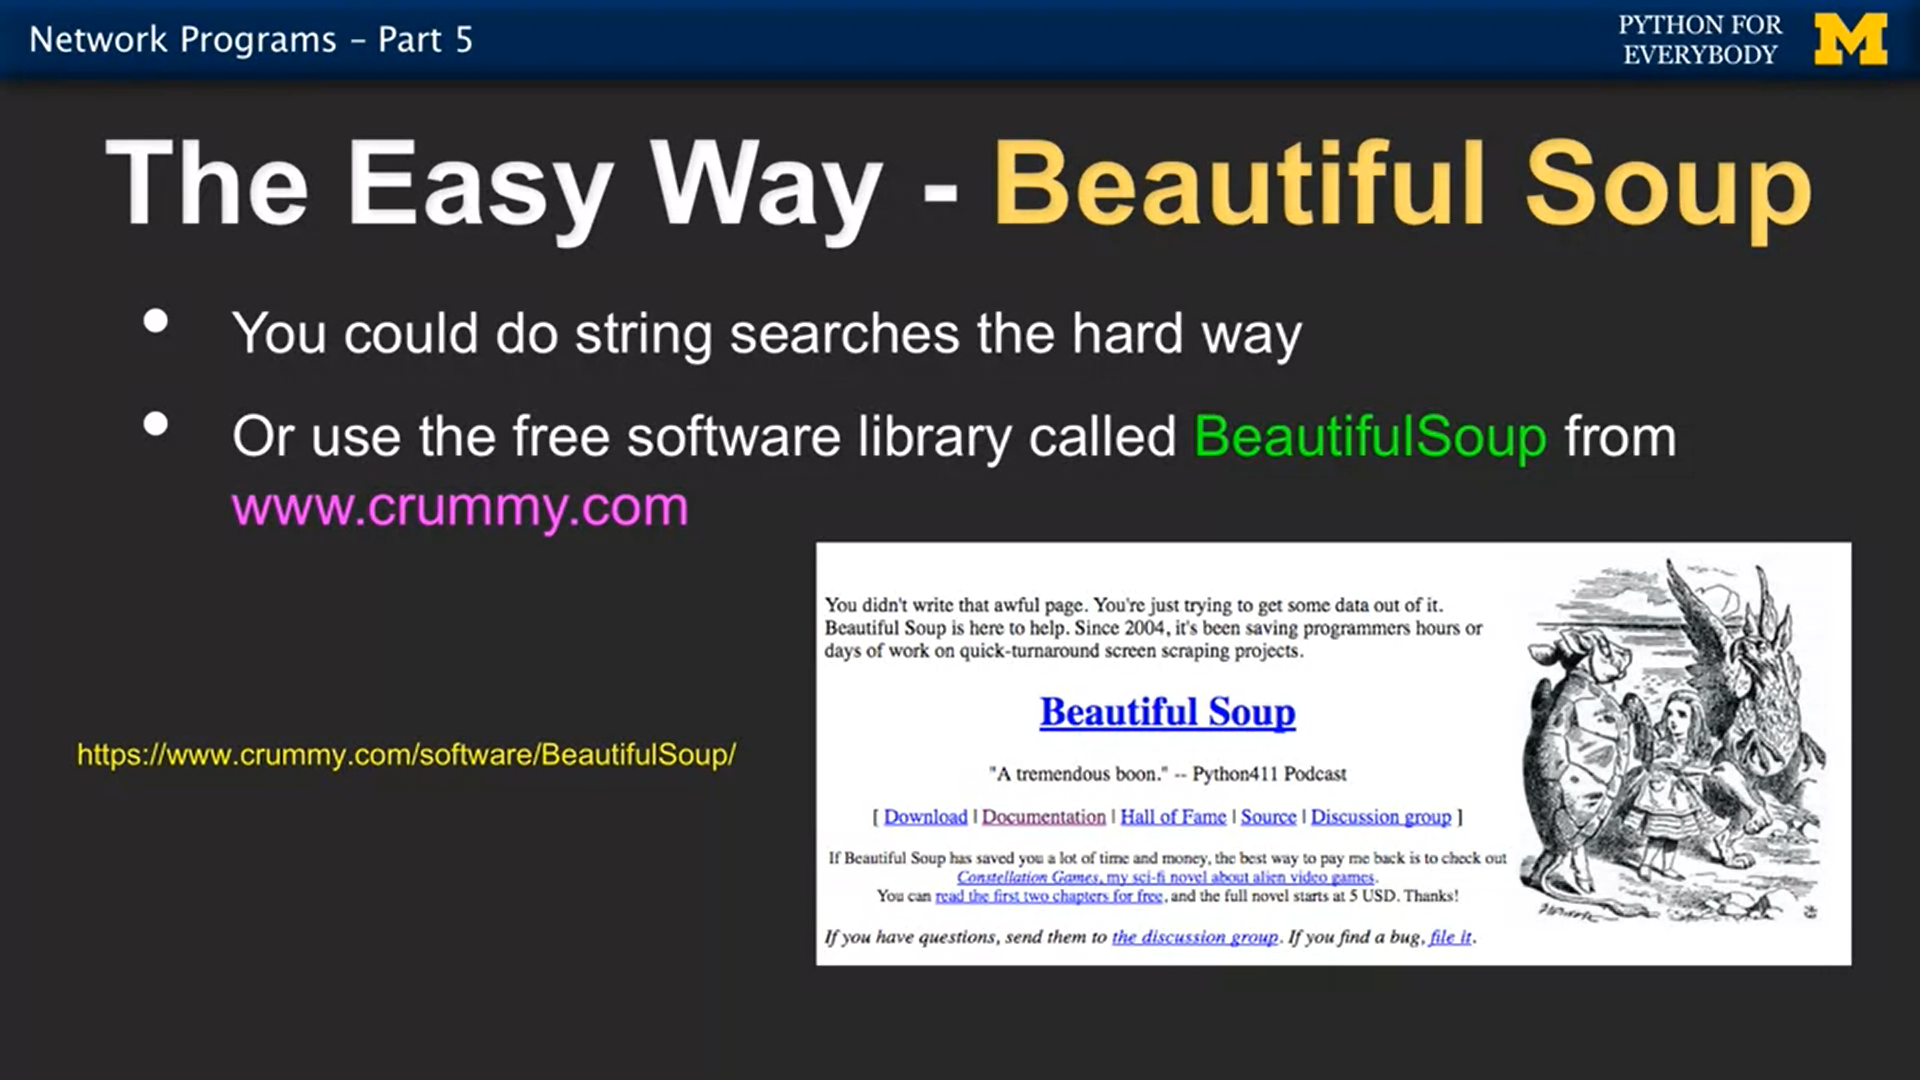 Network Programs – Part 5
PYTHON FOR
EVERYBODY
M
The Easy Way - Beautiful Soup
• You could do string searches the hard way
• Or use the free software library called BeautifulSoup from
www.crummy.com
https://www.crummy.com/software/BeautifulSoup/
You didn't write that awful page. You're just trying to get some data out of it.
Beautiful Soup is here to help. Since 2004, it's been saving programmers hours or
days of work on quick-turnaround screen scraping projects.
Beautiful Soup
"A tremendous boon." -- Python411 Podcast
[ Download | Documentation | Hall of Fame | Source | Discussion group ]
If Beautiful Soup has saved you a lot of time and money, the best way to pay me back is to check out
Constellation Games, my sci-fi novel about alien video games.
You can read the first two chapters for free, and the full novel starts at 5 USD. Thanks!
If you have questions, send them to the discussion group. If you find a bug, file it.